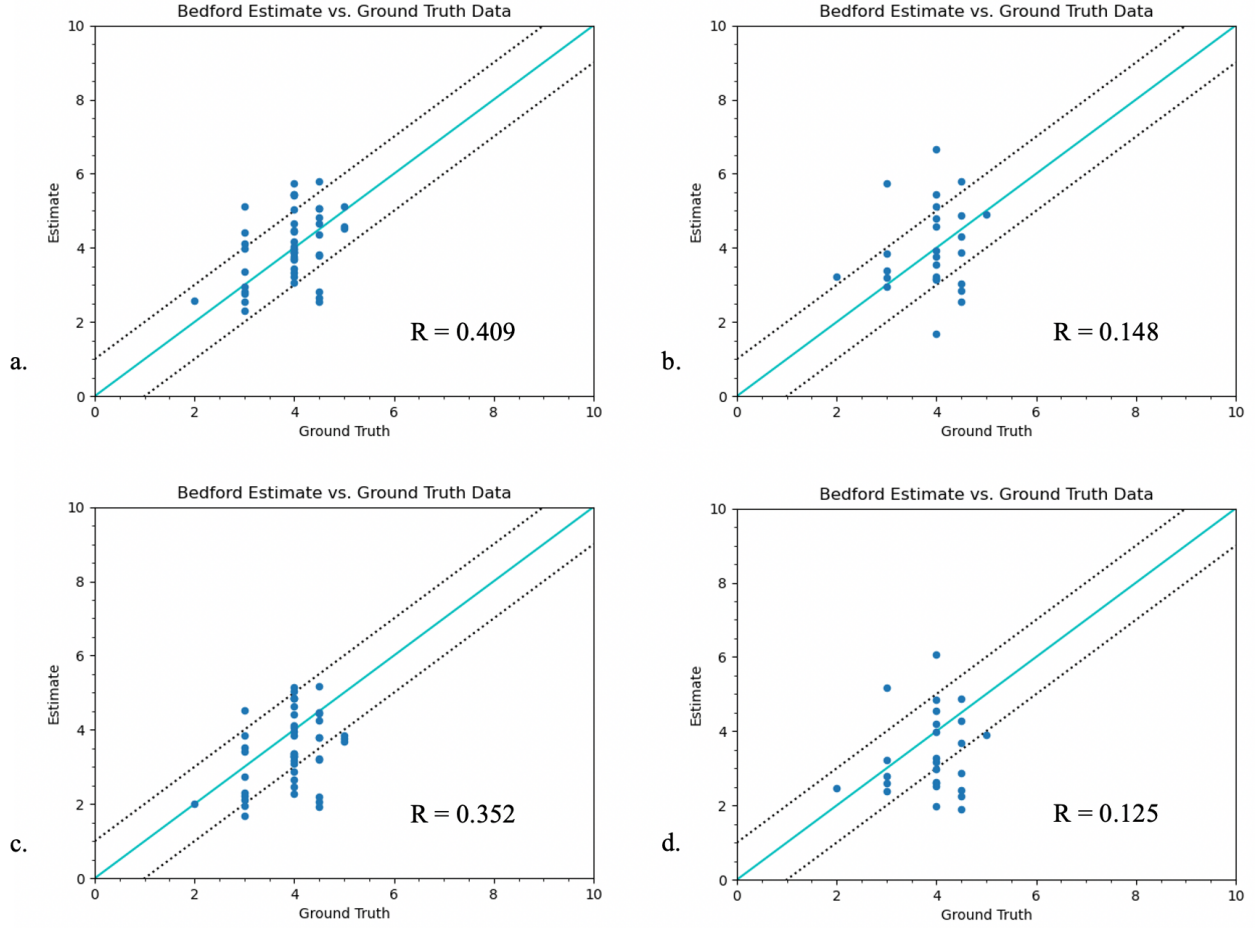 Bedford Estimate vs. Ground Truth Data
10
8
6
4
2
0
Estimate
R = 0.409
a.
0 2 4 6 8 10
Ground Truth
Bedford Estimate vs. Ground Truth Data
10
8
6
4
2
0
Estimate
R = 0.148
b.
0 2 4 6 8 10
Ground Truth
Bedford Estimate vs. Ground Truth Data
10
8
6
4
2
0
Estimate
R = 0.352
c.
0 2 4 6 8 10
Ground Truth
Bedford Estimate vs. Ground Truth Data
10
8
6
4
2
0
Estimate
R = 0.125
d.
0 2 4 6 8 10
Ground Truth